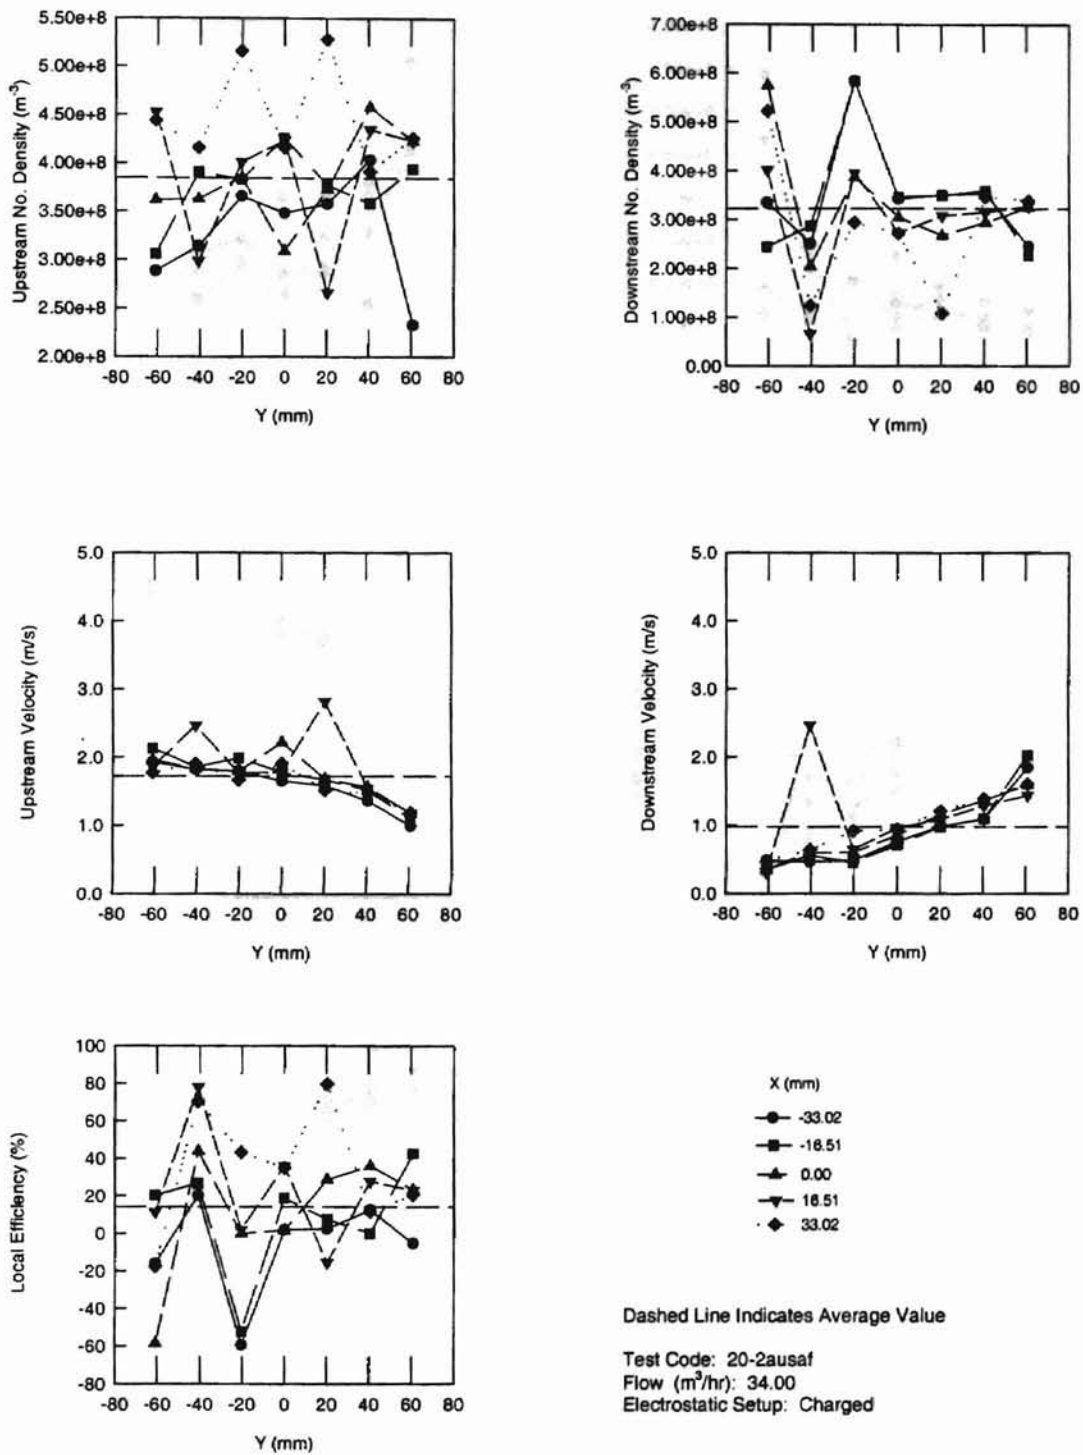 5.50e+8
5.00e+8
4.50e+8
4.00e+8
3.50e+8
3.00e+8
2.50e+8
2.00e+8
Upstream No. Density (m⁻³)
-80 -60 -40 -20 0 20 40 60 80
Y (mm)
7.00e+8
6.00e+8
5.00e+8
4.00e+8
3.00e+8
2.00e+8
1.00e+8
0.00
Downstream No. Density (m⁻³)
-80 -60 -40 -20 0 20 40 60 80
Y (mm)
5.0
4.0
3.0
2.0
1.0
0.0
Upstream Velocity (m/s)
-80 -60 -40 -20 0 20 40 60 80
Y (mm)
5.0
4.0
3.0
2.0
1.0
0.0
Downstream Velocity (m/s)
-80 -60 -40 -20 0 20 40 60 80
Y (mm)
100
80
60
40
20
0
-20
-40
-60
-80
Local Efficiency (%)
-80 -60 -40 -20 0 20 40 60 80
Y (mm)
X (mm)
-33.02
-16.51
0.00
16.51
33.02
Dashed Line Indicates Average Value
Test Code: 20-2ausaf
Flow (m³/hr): 34.00
Electrostatic Setup: Charged